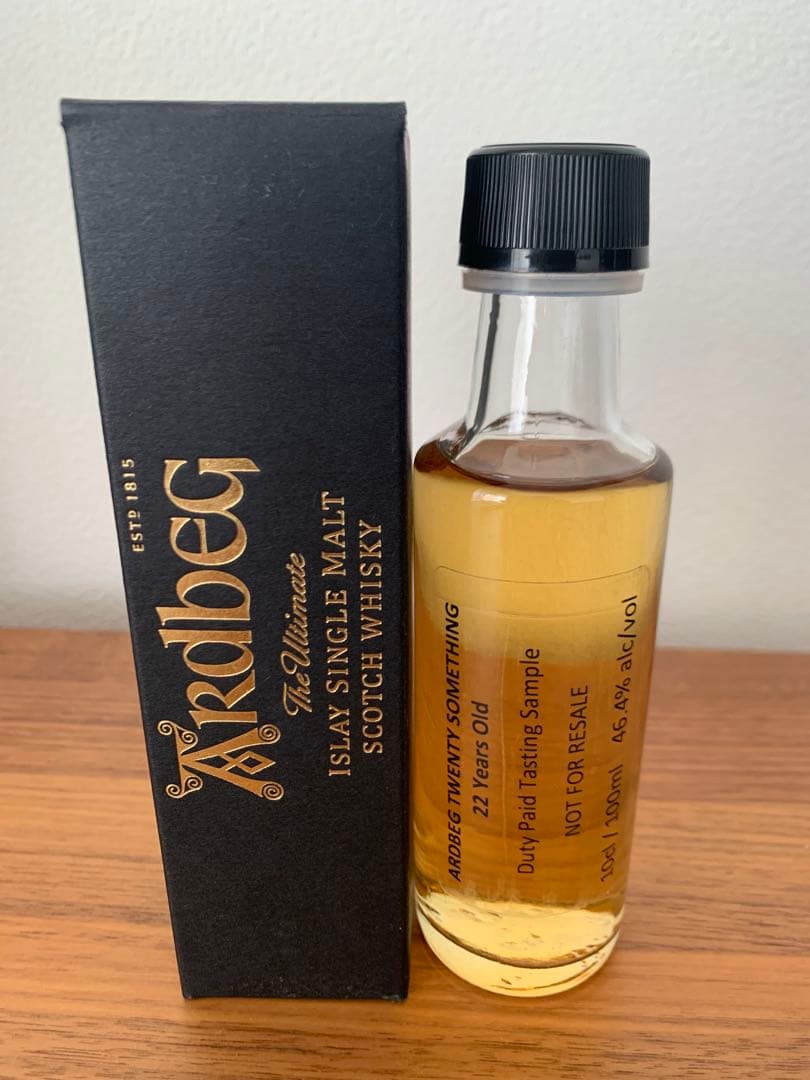 ESTD 1815
ARdbeG
The Ultimate
ISLAY SINGLE MALT
SCOTCH WHISKY
ARDBEG TWENTY SOMETHING
22 Years Old
Duty Paid Tasting Sample
NOT FOR RESALE
10cl / 100ml 46.4% alc/vol